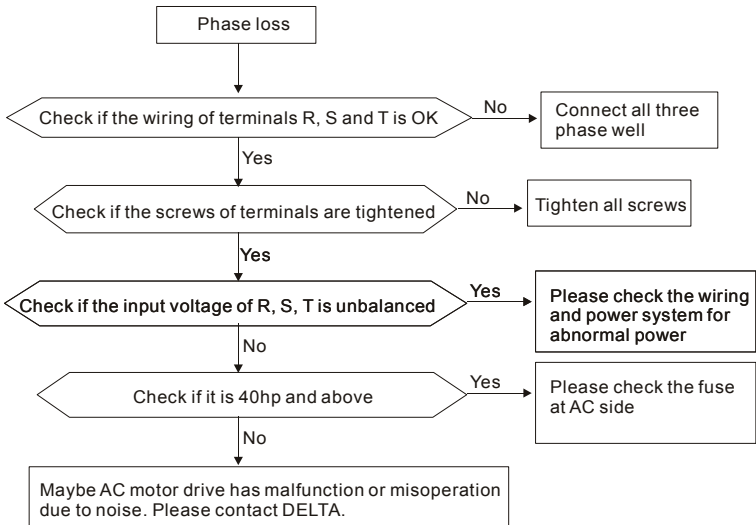 Phase loss
Check if the wiring of terminals R, S and T is OK
No
Connect all three
phase well
Yes
Check if the screws of terminals are tightened
No
Tighten all screws
Yes
Check if the input voltage of R, S, T is unbalanced
Yes
Please check the wiring
and power system for
abnormal power
No
Check if it is 40hp and above
Yes
Please check the fuse
at AC side
No
Maybe AC motor drive has malfunction or misoperation
due to noise. Please contact DELTA.